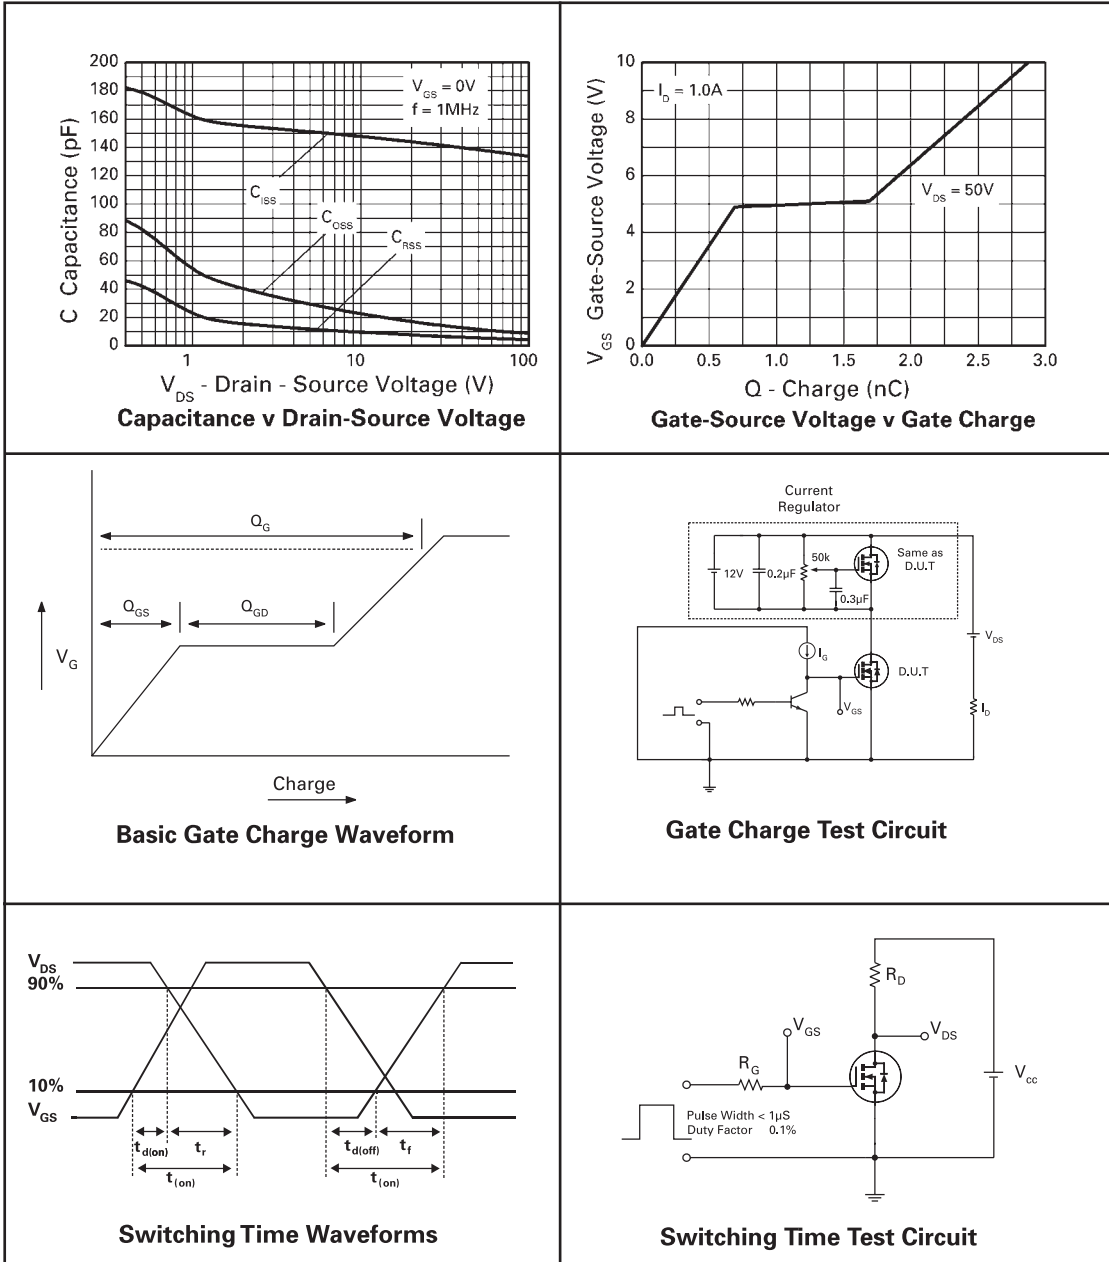 200
180
160
140
120
100
80
60
40
20
0
C Capacitance (pF)
V_GS = 0V
f = 1MHz
C_ISS
C_OSS
C_RSS
1
10
100
V_DS - Drain - Source Voltage (V)
Capacitance v Drain-Source Voltage
10
8
6
4
2
0
V_GS Gate-Source Voltage (V)
I_D = 1.0A
V_DS = 50V
0.0 0.5 1.0 1.5 2.0 2.5 3.0
Q - Charge (nC)
Gate-Source Voltage v Gate Charge
Q_G
Q_GS
Q_GD
V_G
Charge
Basic Gate Charge Waveform
Current
Regulator
12V
0.2µF
50k
Same as
D.U.T
0.3µF
V_DS
I_G
D.U.T
V_GS
I_D
Gate Charge Test Circuit
V_DS
90%
10%
V_GS
t_d(on)
t_r
t_d(off)
t_f
t_(on)
t_(on)
Switching Time Waveforms
R_D
V_GS
V_DS
R_G
V_cc
Pulse Width < 1µS
Duty Factor 0.1%
Switching Time Test Circuit